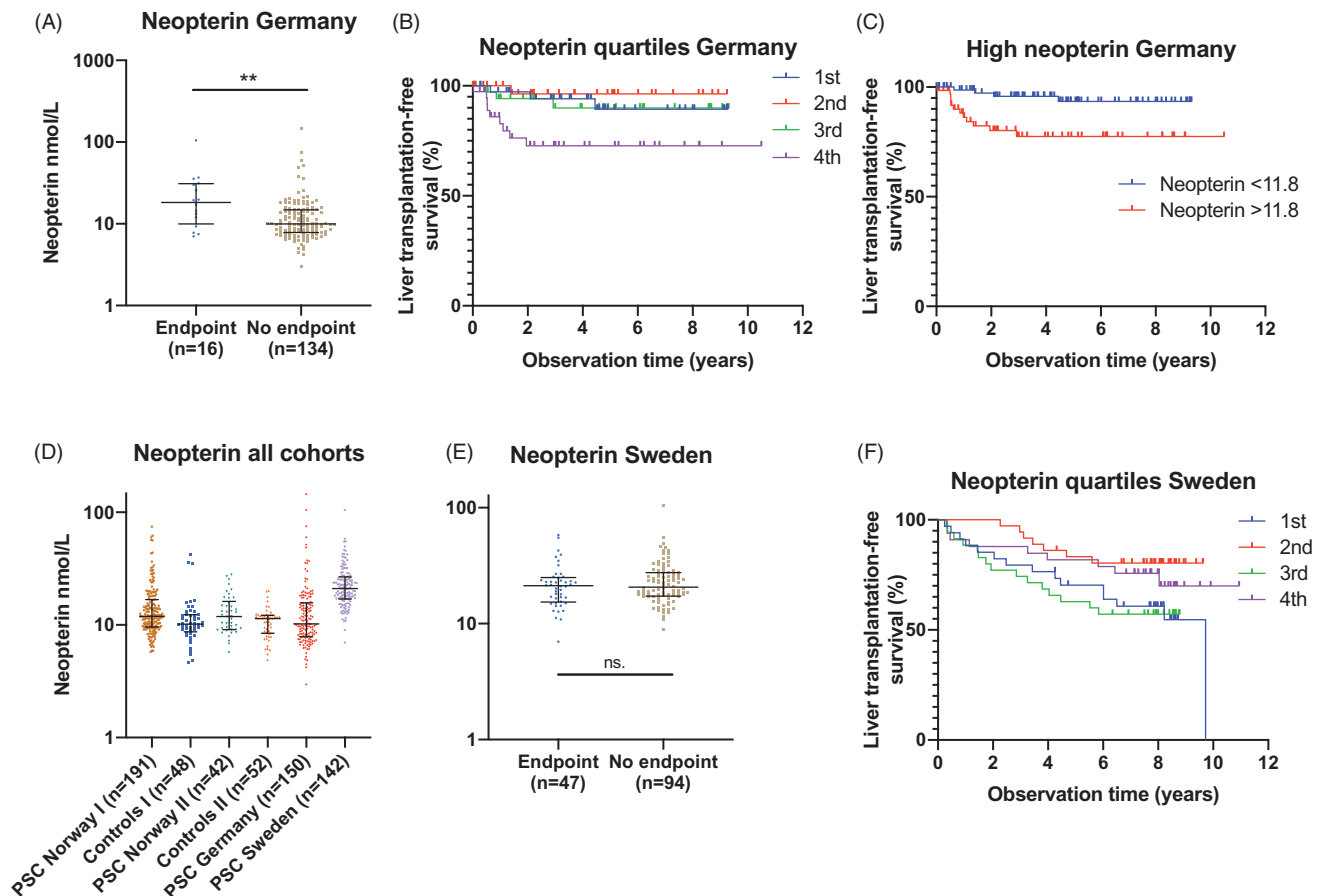 (A)
Neopterin Germany
Neopterin nmol/L
1000
100
10
1
**
Endpoint
(n=16)
No endpoint
(n=134)
(B)
Neopterin quartiles Germany
Liver transplantation-free
survival (%)
100
50
0
0 2 4 6 8 10 12
Observation time (years)
1st
2nd
3rd
4th
(C)
High neopterin Germany
Liver transplantation-free
survival (%)
100
50
0
0 2 4 6 8 10 12
Observation time (years)
Neopterin <11.8
Neopterin >11.8
(D)
Neopterin all cohorts
Neopterin nmol/L
100
10
1
PSC Norway I (n=191)
Controls I (n=48)
PSC Norway II (n=42)
Controls II (n=52)
PSC Germany (n=150)
PSC Sweden (n=142)
(E)
Neopterin Sweden
100
10
1
ns.
Endpoint
(n=47)
No endpoint
(n=94)
(F)
Neopterin quartiles Sweden
Liver transplantation-free
survival (%)
100
50
0
0 2 4 6 8 10 12
Observation time (years)
1st
2nd
3rd
4th